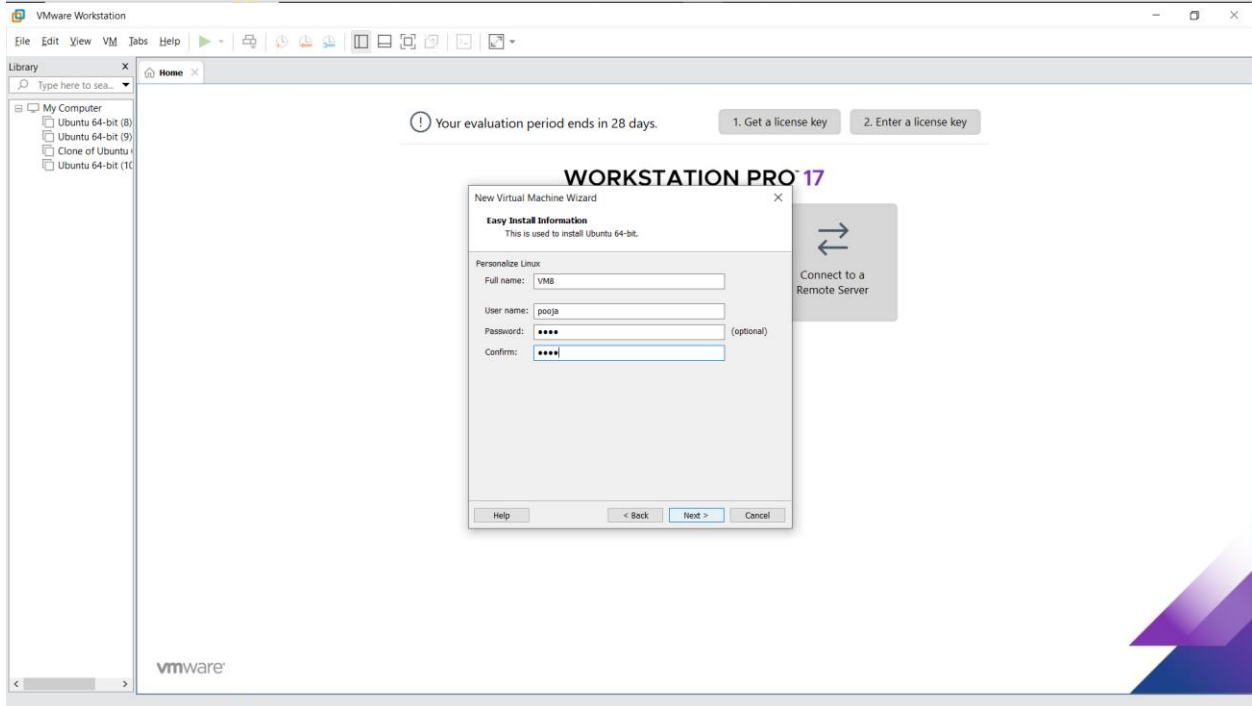 VMware Workstation
File Edit View VM Tabs Help
Library X
Type here to sea...
Home
My Computer
Ubuntu 64-bit (8)
Ubuntu 64-bit (9)
Clone of Ubuntu
Ubuntu 64-bit (10
Your evaluation period ends in 28 days.
1. Get a license key
2. Enter a license key
WORKSTATION PRO™ 17
New Virtual Machine Wizard
Easy Install Information
This is used to install Ubuntu 64-bit.
Personalize Linux
Full name: VM8
User name: pooja
Password: •••• (optional)
Confirm: ••••
Help < Back Next > Cancel
Connect to a
Remote Server
vmware